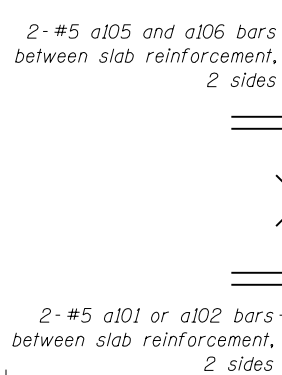 2-#5 a105 and a106 bars
between slab reinforcement,
2 sides
2-#5 a101 or a102 bars
between slab reinforcement,
2 sides